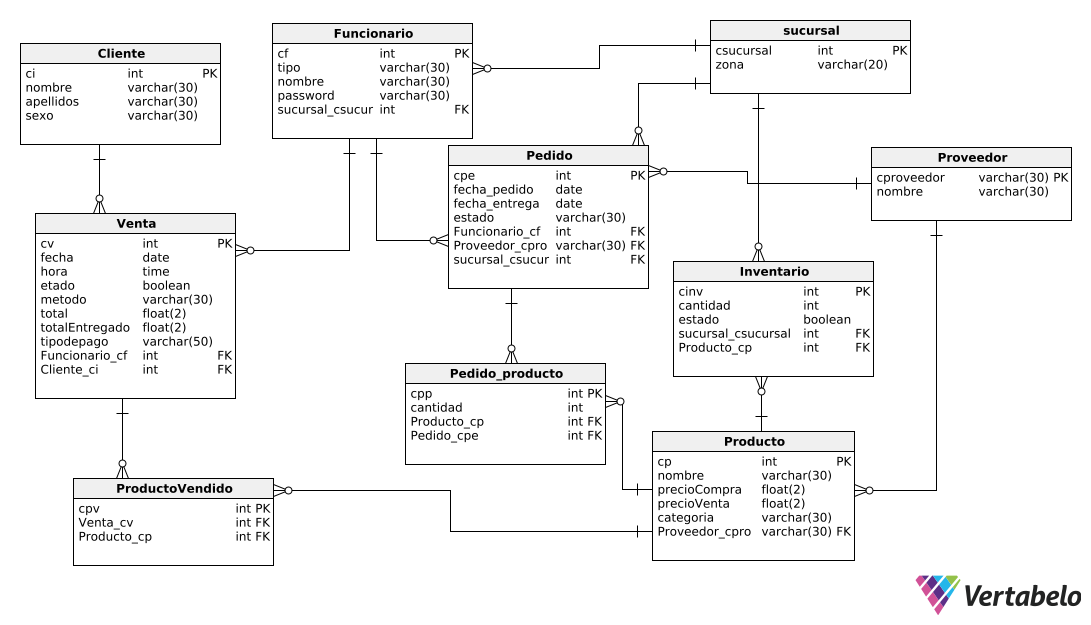 Cliente
ci int PK
nombre varchar(30)
apellidos varchar(30)
sexo varchar(30)
Funcionario
cf int PK
tipo varchar(30)
nombre varchar(30)
password varchar(30)
sucursal_csucur int FK
sucursal
csucursal int PK
zona varchar(20)
Pedido
cpe int PK
fecha_pedido date
fecha_entrega date
estado varchar(30)
Funcionario_cf int FK
Proveedor_cpro varchar(30) FK
sucursal_csucur int FK
Proveedor
cproveedor varchar(30) PK
nombre varchar(30)
Venta
cv int PK
fecha date
hora time
etado boolean
metodo varchar(30)
total float(2)
totalEntregado float(2)
tipodepago varchar(50)
Funcionario_cf int FK
Cliente_ci int FK
Inventario
cinv int PK
cantidad int
estado boolean
sucursal_csucursal int FK
Producto_cp int FK
Pedido_producto
cpp int PK
cantidad int
Producto_cp int FK
Pedido_cpe int FK
Producto
cp int PK
nombre varchar(30)
precioCompra float(2)
precioVenta float(2)
categoria varchar(30)
Proveedor_cpro varchar(30) FK
ProductoVendido
cpv int PK
Venta_cv int FK
Producto_cp int FK
Vertabelo